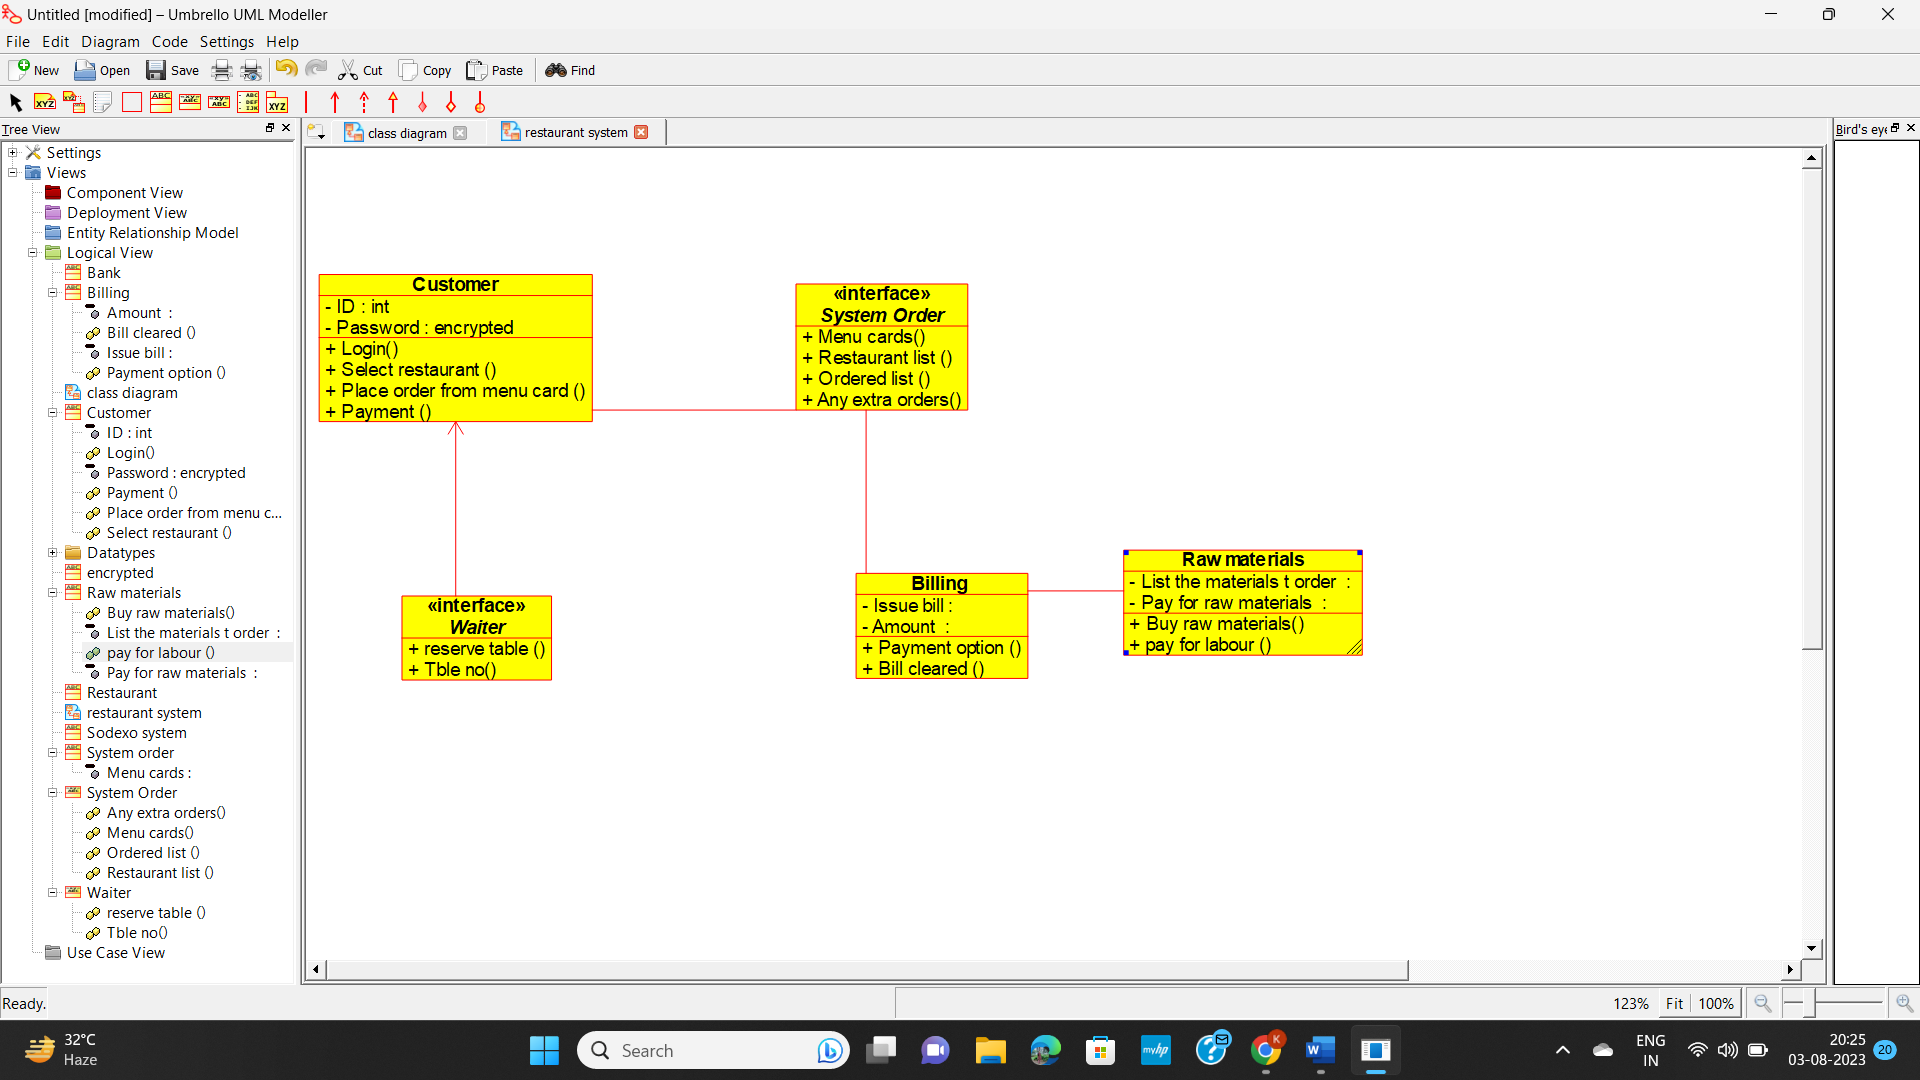 Untitled [modified] – Umbrello UML Modeller
File Edit Diagram Code Settings Help
New Open Save Cut Copy Paste Find
Tree View
class diagram restaurant system
Bird's eye
Settings
Views
Component View
Deployment View
Entity Relationship Model
Logical View
Bank
Billing
Amount :
Bill cleared ()
Issue bill :
Payment option ()
class diagram
Customer
ID : int
Login()
Password : encrypted
Payment ()
Place order from menu c...
Select restaurant ()
Datatypes
encrypted
Raw materials
Buy raw materials()
List the materials t order :
pay for labour ()
Pay for raw materials :
Restaurant
restaurant system
Sodexo system
System order
Menu cards :
System Order
Any extra orders()
Menu cards()
Ordered list ()
Restaurant list ()
Waiter
reserve table ()
Tble no()
Use Case View
Customer
- ID : int
- Password : encrypted
+ Login()
+ Select restaurant ()
+ Place order from menu card ()
+ Payment ()
«interface»
System Order
+ Menu cards()
+ Restaurant list ()
+ Ordered list ()
+ Any extra orders()
«interface»
Waiter
+ reserve table ()
+ Tble no()
Billing
- Issue bill :
- Amount :
+ Payment option ()
+ Bill cleared ()
Raw materials
- List the materials t order :
- Pay for raw materials :
+ Buy raw materials()
+ pay for labour ()
Ready.
123% Fit 100%
32°C
Haze
Search
myhp
ENG
IN
20:25
03-08-2023
20